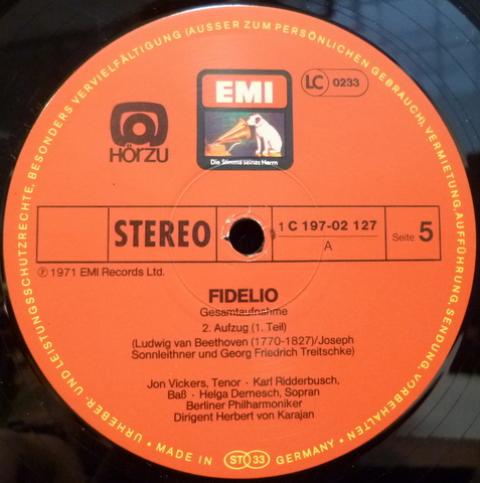 URHEBER- UND LEISTUNGSSCHUTZRECHTE, BESONDERS VERVIELFÄLTIGUNG (AUSSER ZUM PERSÖNLICHEN GEBRAUCH), VERMIETUNG, AUFFÜHRUNG, SENDUNG, VORBEHALTEN
EMI
LC 0233
HÖRZU
Die Stimme seines Herrn
STEREO
1 C 197-02 127
A
Seite 5
℗ 1971 EMI Records Ltd.
FIDELIO
Gesamtaufnahme
2. Aufzug (1. Teil)
(Ludwig van Beethoven (1770-1827)/Joseph
Sonnleithner und Georg Friedrich Treitschke)
Jon Vickers, Tenor · Karl Ridderbusch,
Baß · Helga Dernesch, Sopran
Berliner Philharmoniker
Dirigent Herbert von Karajan
· MADE IN ST 33 GERMANY ·